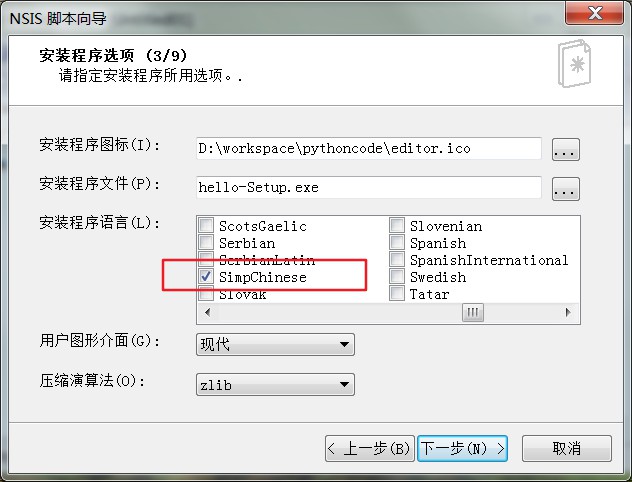 NSIS 脚本向导
安装程序选项 (3/9)
请指定安装程序所用选项。.
安装程序图标(I):
D:\workspace\pythoncode\editor.ico
...
安装程序文件(P):
hello-Setup.exe
...
安装程序语言(L):
ScotsGaelic
Slovenian
Serbian
Spanish
SerbianLatin
SpanishInternational
SimpChinese
Swedish
Slovak
Tatar
用户图形介面(G):
现代
压缩演算法(O):
zlib
< 上一步(B)
下一步(N) >
取消